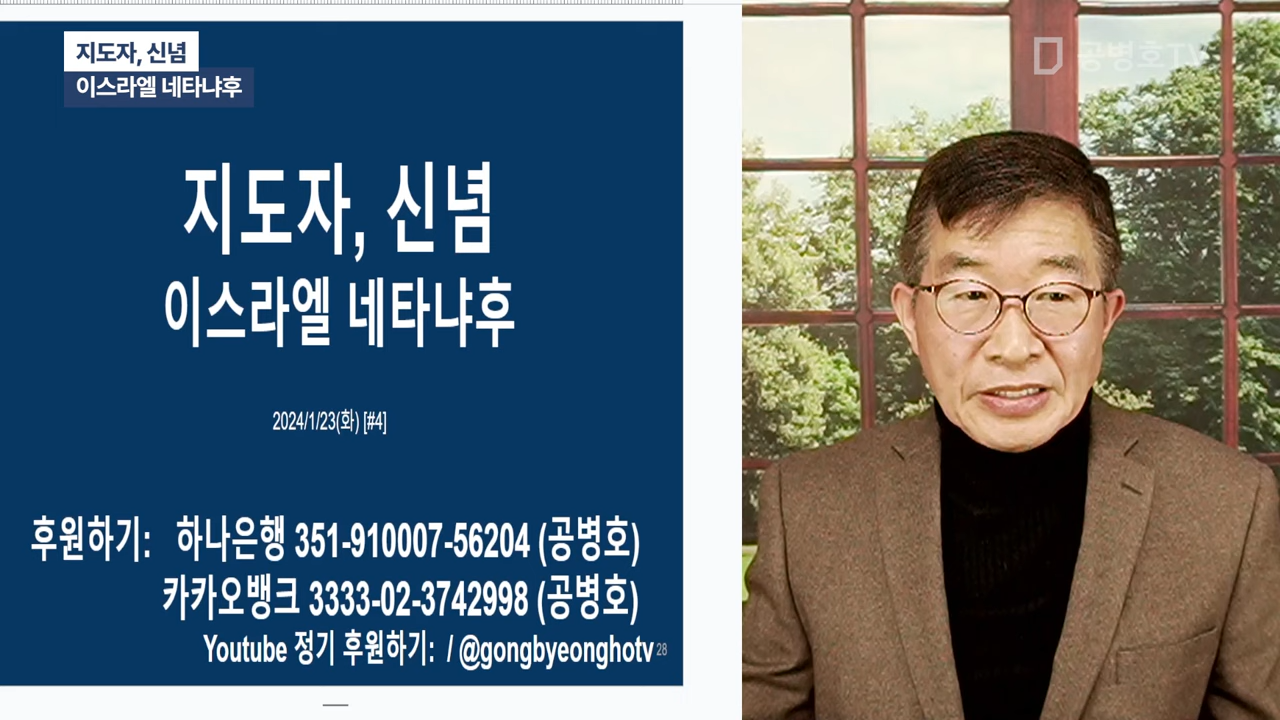 지도자, 신념
이스라엘 네타냐후
공병호TV
지도자, 신념
이스라엘 네타냐후
2024/1/23(화) [#4]
후원하기: 하나은행 351-910007-56204 (공병호)
카카오뱅크 3333-02-3742998 (공병호)
Youtube 정기 후원하기: / @gongbyeonghotv
28